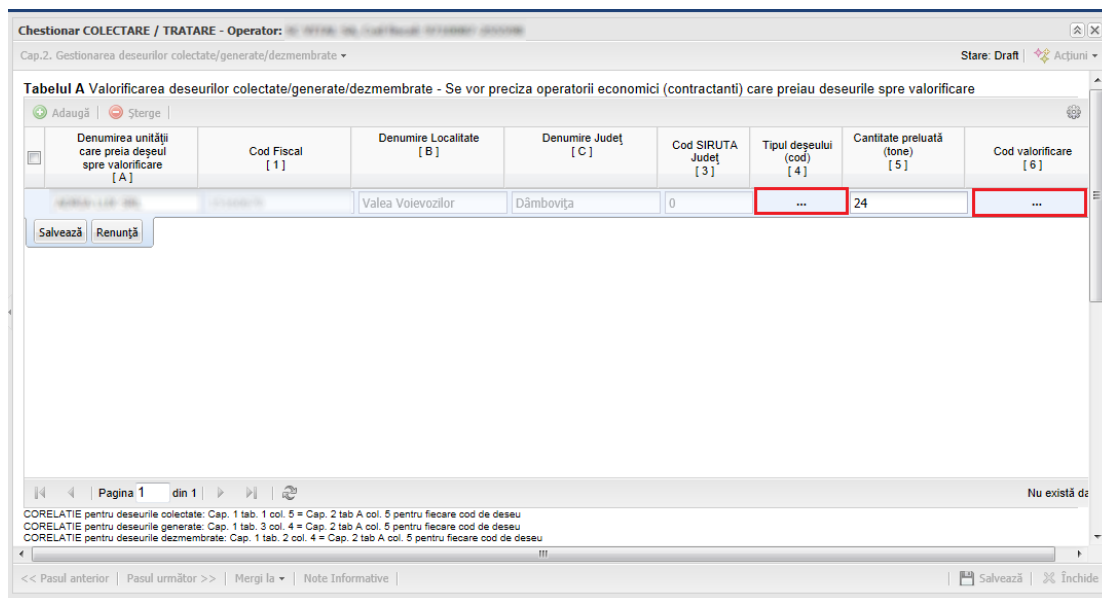 Chestionar COLECTARE / TRATARE - Operator:
Cap.2. Gestionarea deseurilor colectate/generate/dezmembrate
Stare: Draft
Acțiuni
Tabelul A Valorificarea deseurilor colectate/generate/dezmembrate - Se vor preciza operatorii economici (contractanti) care preiau deseurile spre valorificare
Adaugă | Șterge |
Denumirea unității
care preia deșeul
spre valorificare
[ A ]
Cod Fiscal
[ 1 ]
Denumire Localitate
[ B ]
Denumire Județ
[ C ]
Cod SIRUTA
Județ
[ 3 ]
Tipul deșeului
(cod)
[ 4 ]
Cantitate preluată
(tone)
[ 5 ]
Cod valorificare
[ 6 ]
Valea Voievozilor
Dâmbovița
0
...
24
...
Salvează
Renunță
Pagina 1 din 1
Nu există da
CORELATIE pentru deseurile colectate: Cap. 1 tab. 1 col. 5 = Cap. 2 tab A col. 5 pentru fiecare cod de deseu
CORELATIE pentru deseurile generate: Cap. 1 tab. 3 col. 4 = Cap. 2 tab A col. 5 pentru fiecare cod de deseu
CORELATIE pentru deseurile dezmembrate: Cap. 1 tab. 2 col. 4 = Cap. 2 tab A col. 5 pentru fiecare cod de deseu
<< Pasul anterior | Pasul următor >> | Mergi la | Note Informative |
Salvează | Închide